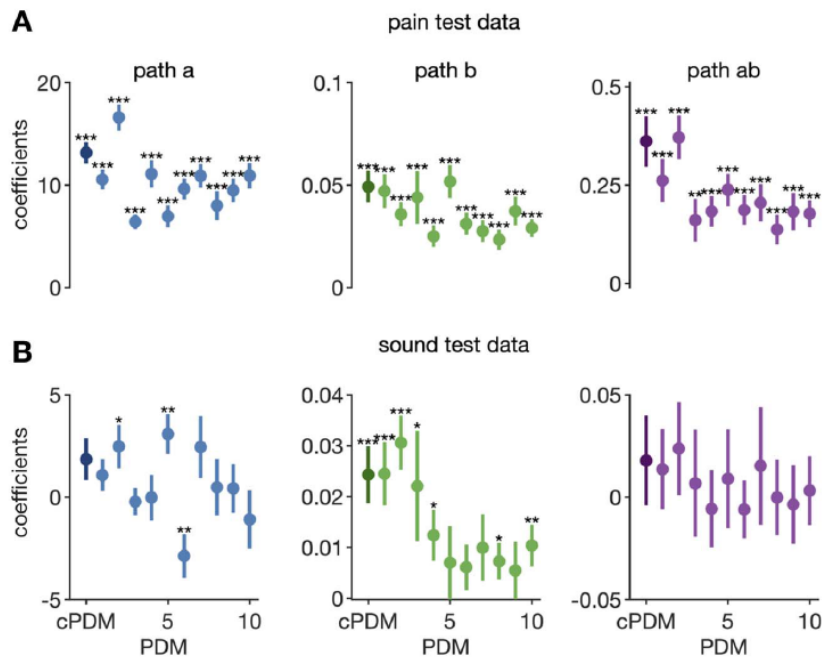 A
pain test data
path a
path b
path ab
coefficients
20
10
0
*** *** *** *** *** *** *** *** *** *** ***
0.1
0.05
0
*** *** *** *** *** *** *** *** *** *** ***
0.5
0.25
0
*** *** *** ** *** *** *** *** *** *** ***
B
sound test data
coefficients
5
0
-5
* ** **
0.04
0.03
0.02
0.01
0
*** *** *** * * * **
0.05
0
-0.05
cPDM 5 10
cPDM 5 10
cPDM 5 10
PDM
PDM
PDM